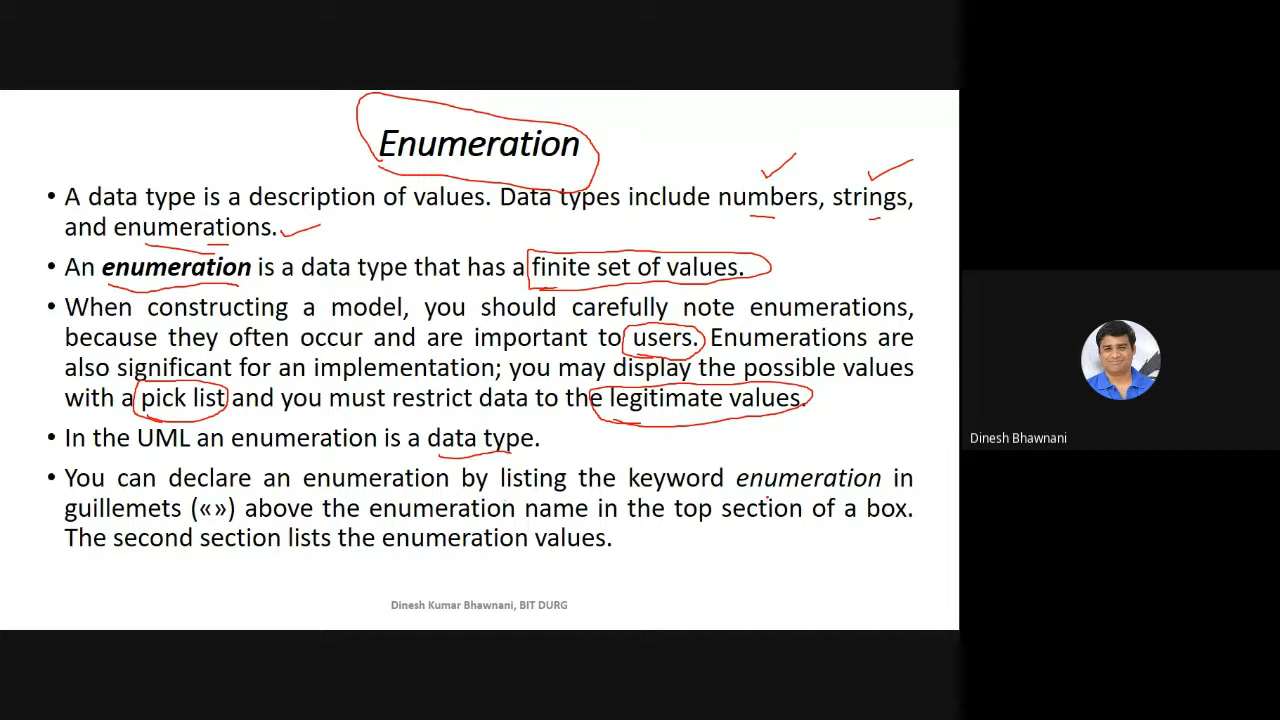 Enumeration
• A data type is a description of values. Data types include numbers, strings,
and enumerations.
• An enumeration is a data type that has a finite set of values.
• When constructing a model, you should carefully note enumerations,
because they often occur and are important to users. Enumerations are
also significant for an implementation; you may display the possible values
with a pick list and you must restrict data to the legitimate values.
• In the UML an enumeration is a data type.
• You can declare an enumeration by listing the keyword enumeration in
guillemets («») above the enumeration name in the top section of a box.
The second section lists the enumeration values.
Dinesh Kumar Bhawnani, BIT DURG
Dinesh Bhawnani